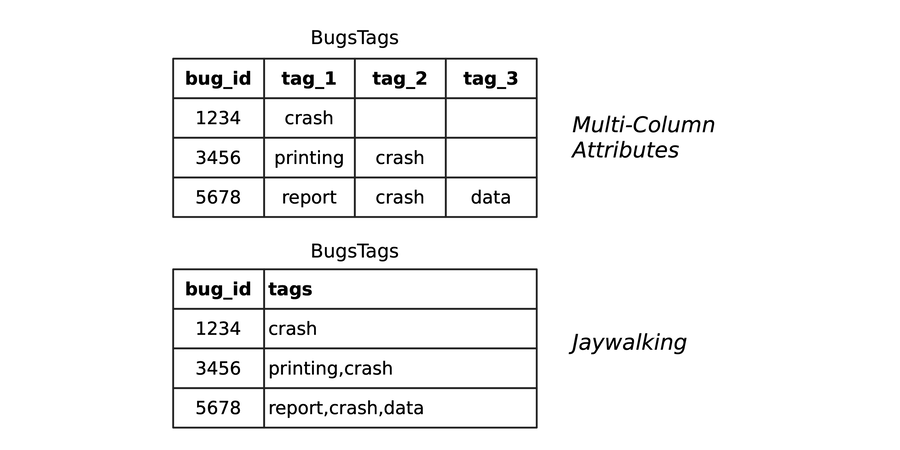 BugsTags
bug_id tag_1 tag_2 tag_3
1234 crash
3456 printing crash
5678 report crash data
Multi-Column
Attributes
BugsTags
bug_id tags
1234 crash
3456 printing,crash
5678 report,crash,data
Jaywalking